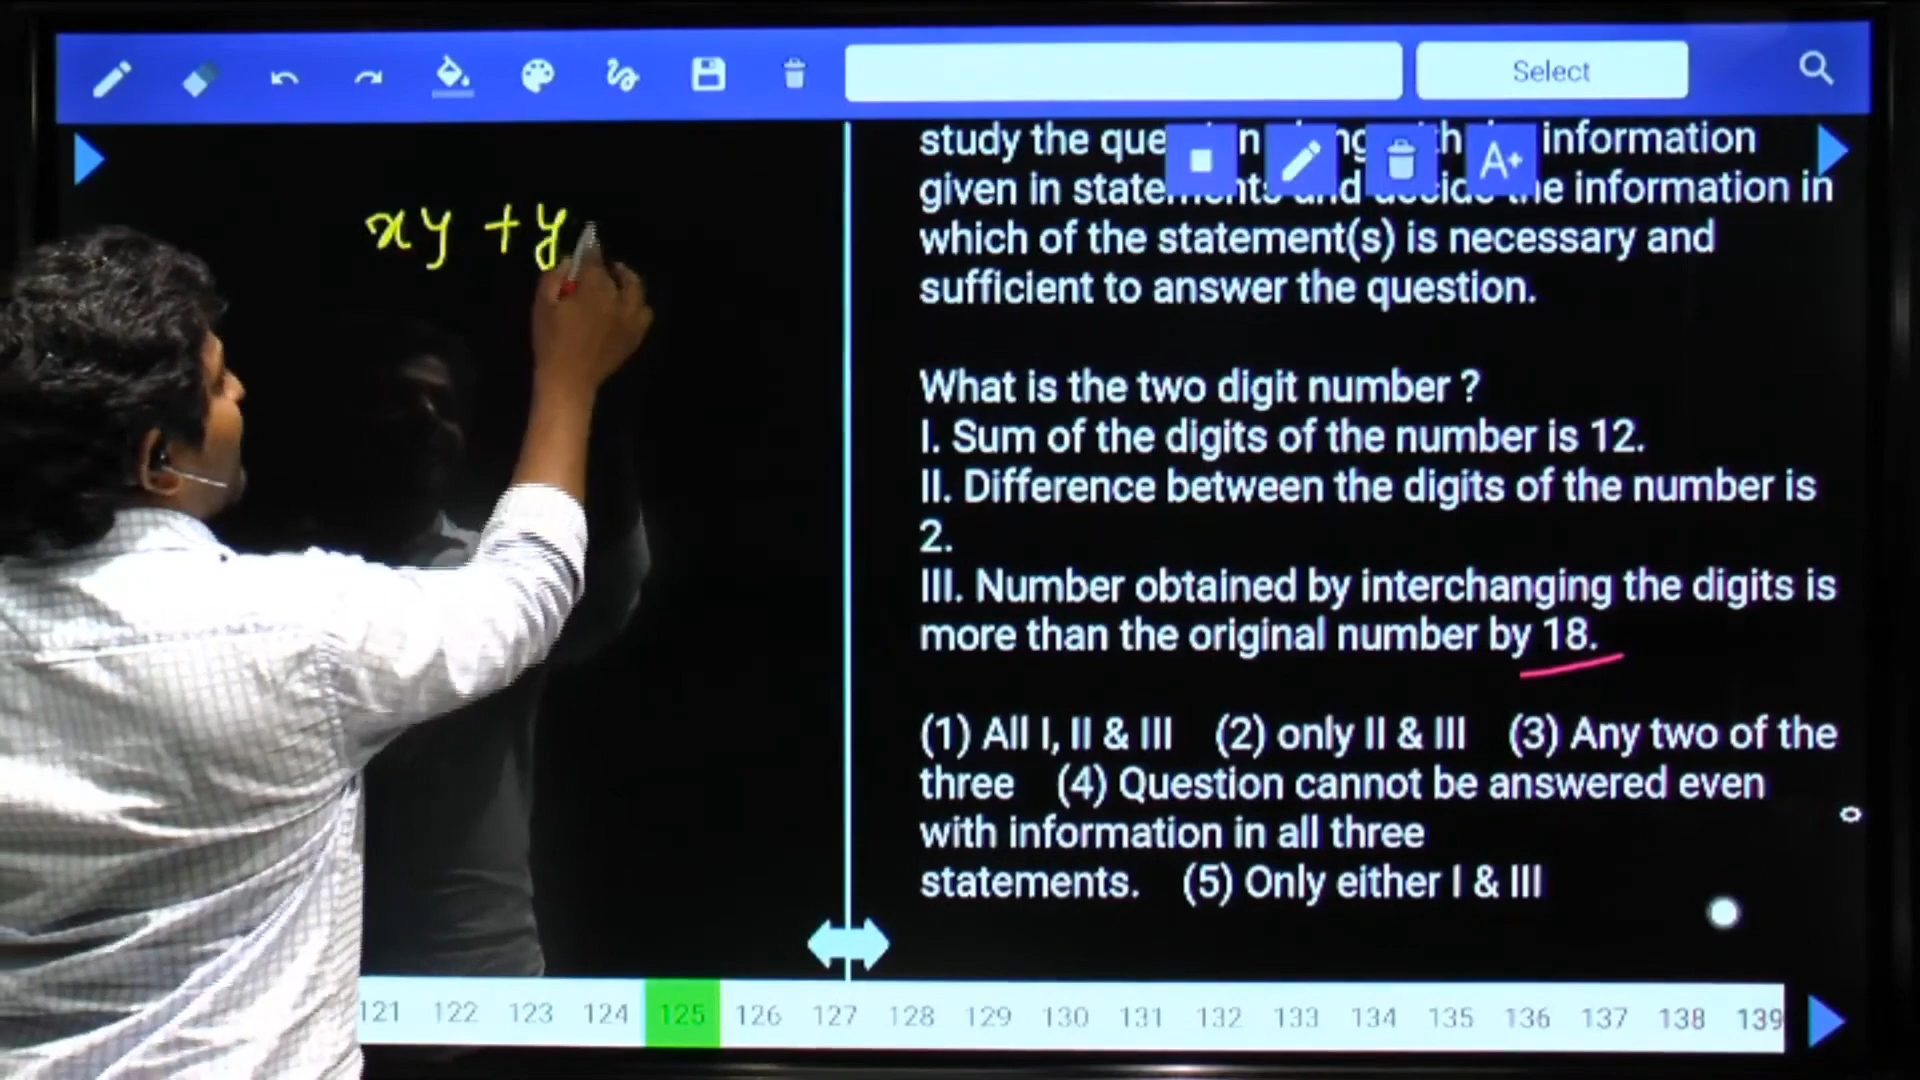 Select
xy + y
study the information
given in the information in
which of the statement(s) is necessary and
sufficient to answer the question.
What is the two digit number ?
I. Sum of the digits of the number is 12.
II. Difference between the digits of the number is
2.
III. Number obtained by interchanging the digits is
more than the original number by 18.
(1) All I, II & III (2) only II & III (3) Any two of the
three (4) Question cannot be answered even
with information in all three
statements. (5) Only either I & III
121 122 123 124 125 126 127 128 129 130 131 132 133 134 135 136 137 138 139